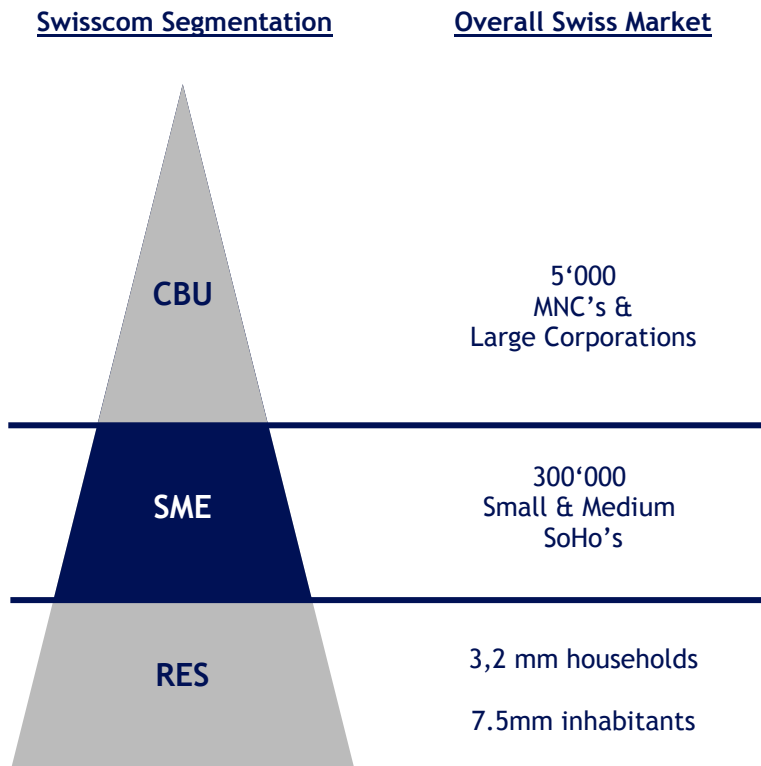 Swisscom Segmentation
Overall Swiss Market
CBU
5‘000
MNC’s &
Large Corporations
SME
300‘000
Small & Medium
SoHo’s
RES
3,2 mm households
7.5mm inhabitants